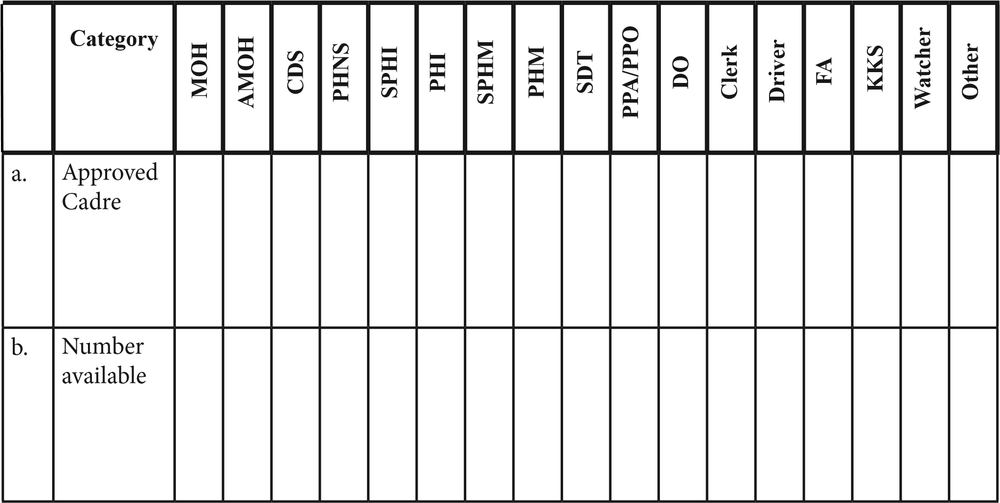 Category
MOH
AMOH
CDS
PHNS
SPHI
PHI
SPHM
PHM
SDT
PPA/PPO
DO
Clerk
Driver
FA
KKS
Watcher
Other
a.
Approved
Cadre
b.
Number
available